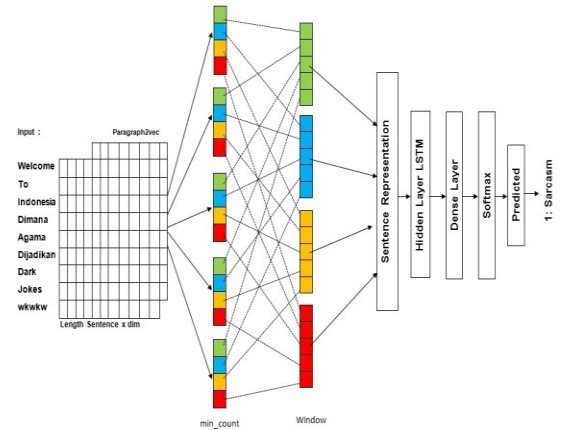 Input :
Paragraph2vec
Welcome
To
Indonesia
Dimana
Agama
Dijadikan
Dark
Jokes
wkwkw
Length Sentence x dim
min_count
Window
Sentence Representation
Hidden Layer LSTM
Dense Layer
Softmax
Predicted
1: Sarcasm